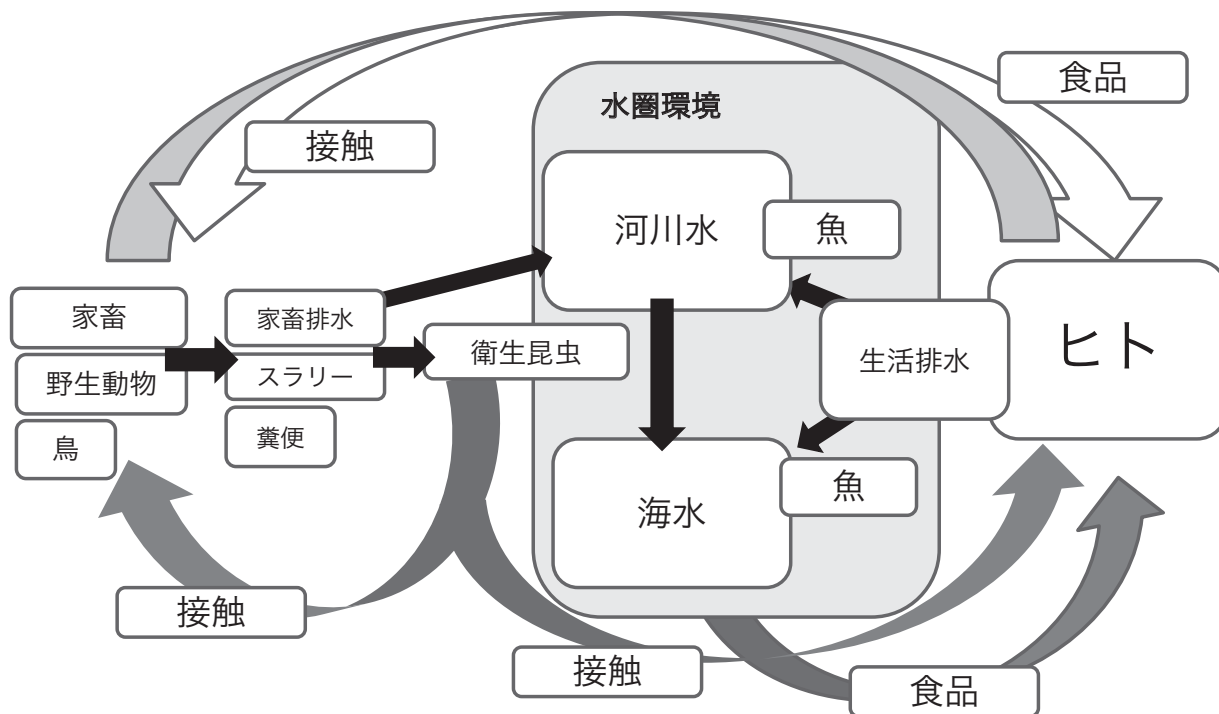 食品
水圏環境
接触
河川水
魚
家畜
家畜排水
衛生昆虫
生活排水
ヒト
野生動物
スラリー
鳥
糞便
魚
海水
接触
接触
食品